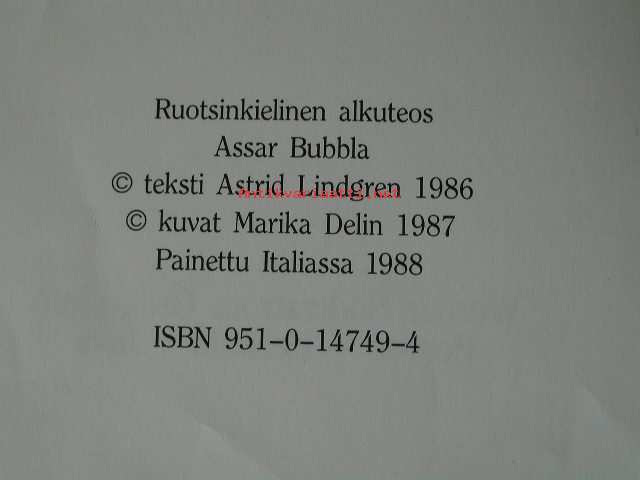 Ruotsinkielinen alkuteos
Assar Bubbla
© teksti Astrid Lindgren 1986
© kuvat Marika Delin 1987
Painettu Italiassa 1988
ISBN 951-0-14749-4